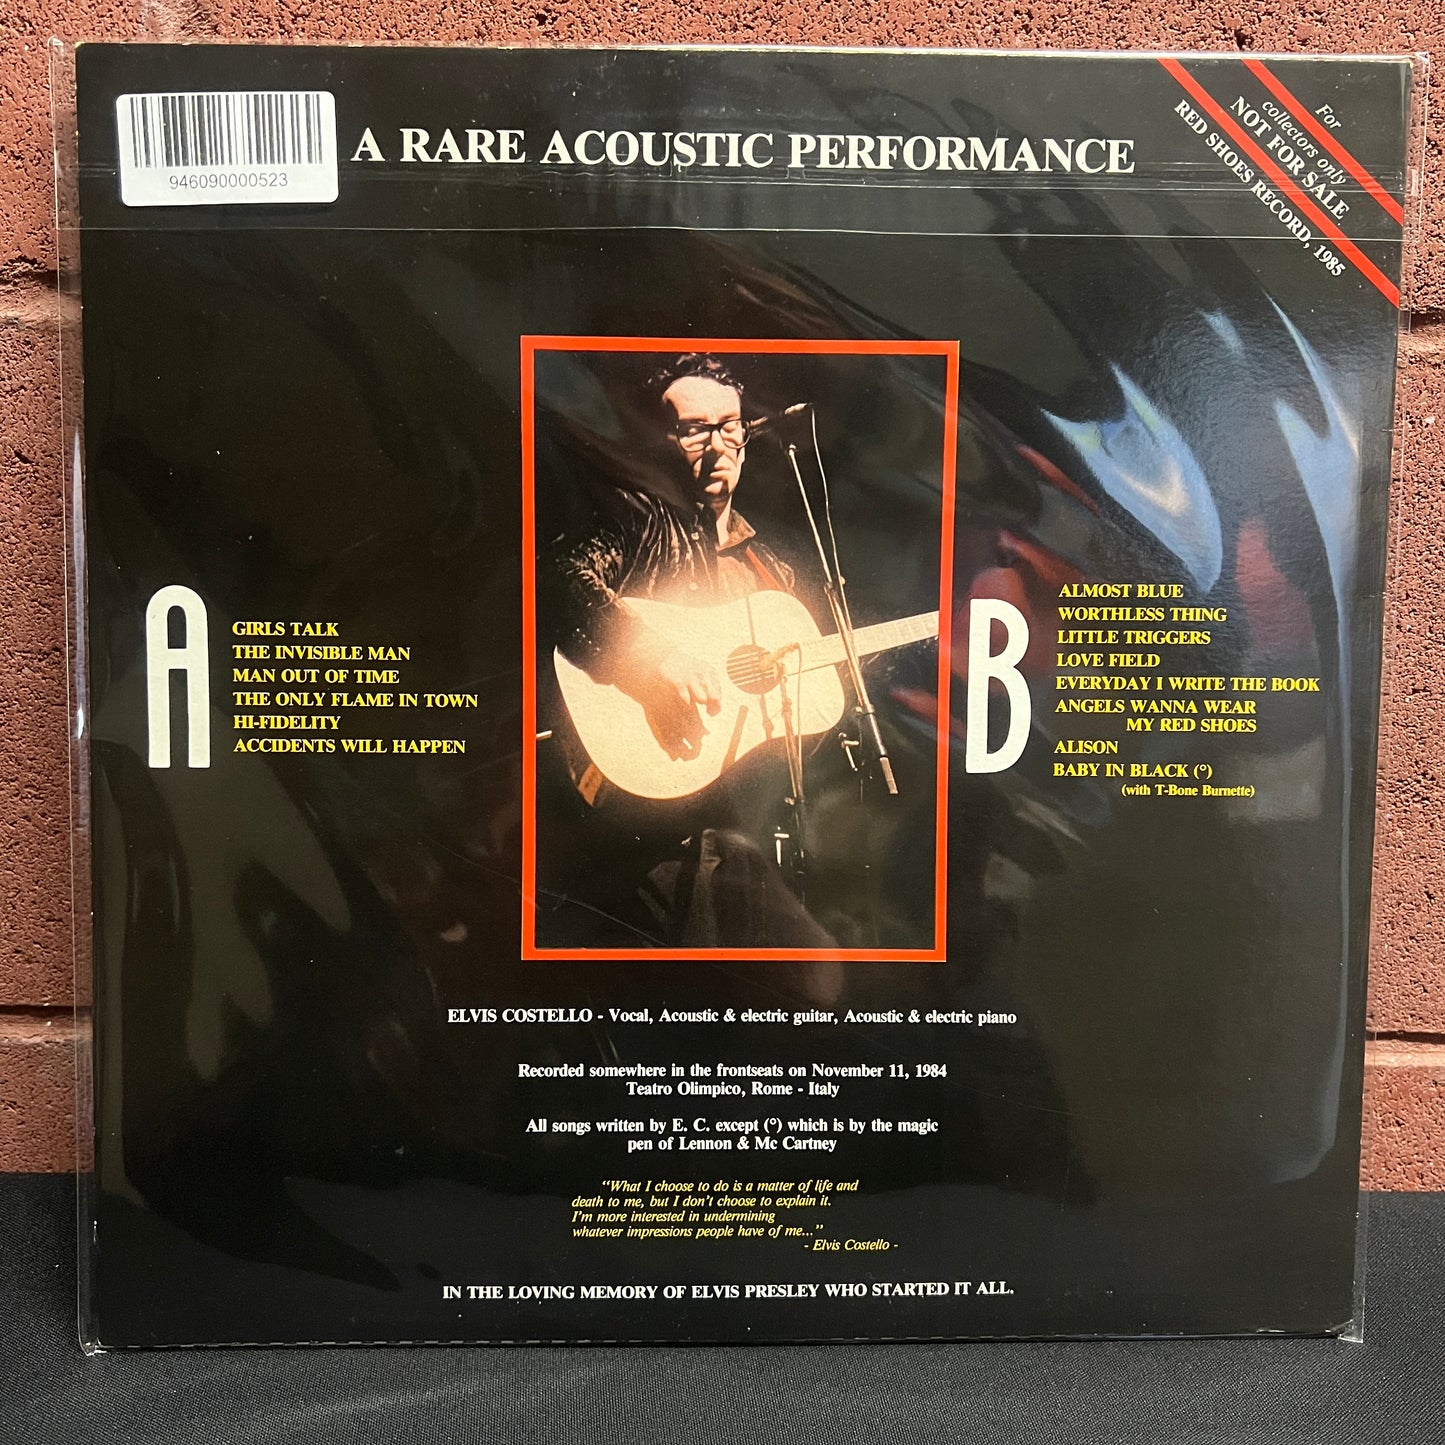 946090000523
A RARE ACOUSTIC PERFORMANCE
For
collectors only
NOT FOR SALE
RED SHOES RECORD, 1985
A
GIRLS TALK
THE INVISIBLE MAN
MAN OUT OF TIME
THE ONLY FLAME IN TOWN
HI-FIDELITY
ACCIDENTS WILL HAPPEN
B
ALMOST BLUE
WORTHLESS THING
LITTLE TRIGGERS
LOVE FIELD
EVERYDAY I WRITE THE BOOK
ANGELS WANNA WEAR
MY RED SHOES
ALISON
BABY IN BLACK (°)
(with T-Bone Burnette)
ELVIS COSTELLO - Vocal, Acoustic & electric guitar, Acoustic & electric piano
Recorded somewhere in the frontseats on November 11, 1984
Teatro Olimpico, Rome - Italy
All songs written by E. C. except (°) which is by the magic
pen of Lennon & Mc Cartney
“What I choose to do is a matter of life and
death to me, but I don't choose to explain it.
I'm more interested in undermining
whatever impressions people have of me...”
- Elvis Costello -
IN THE LOVING MEMORY OF ELVIS PRESLEY WHO STARTED IT ALL.